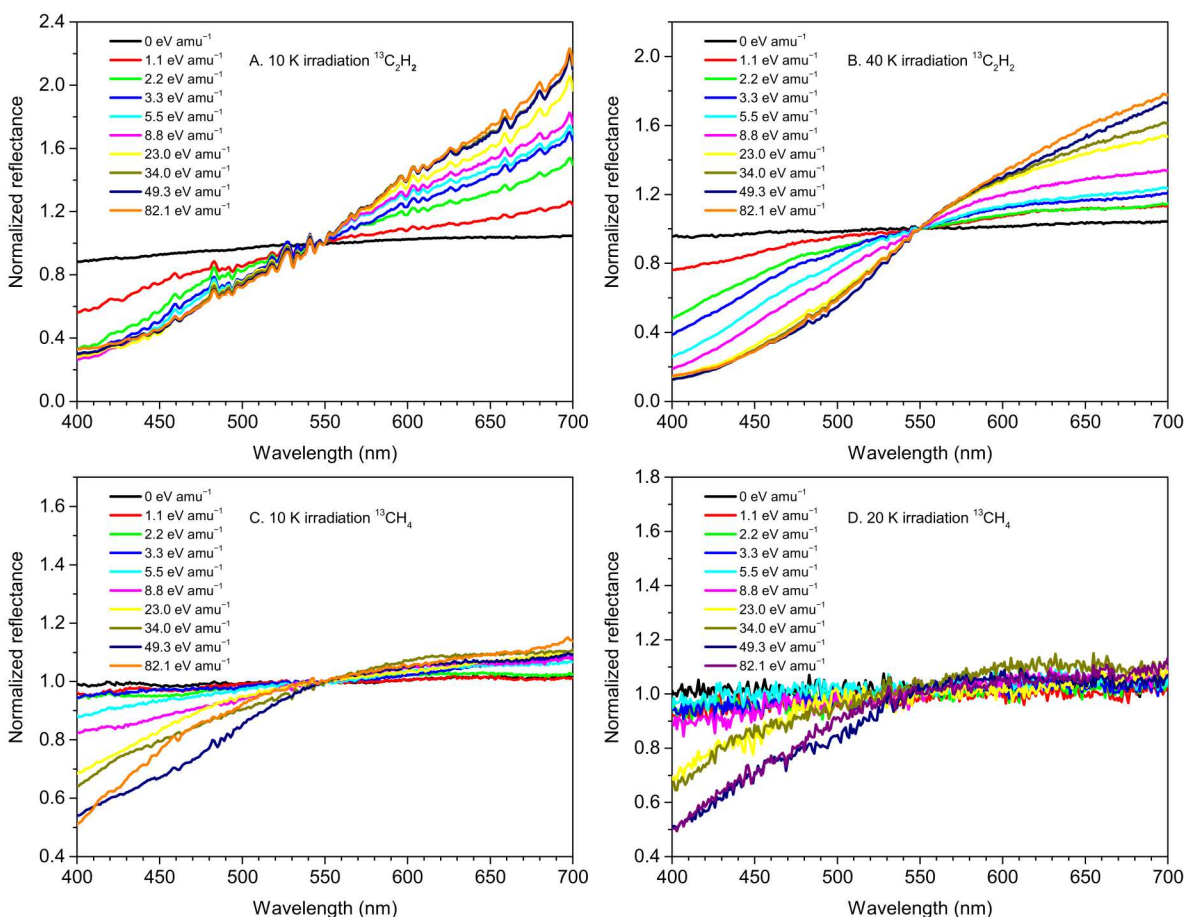 A. 10 K irradiation ¹³C₂H₂
Normalized reflectance
2.4
2.0
1.6
1.2
0.8
0.4
0.0
0 eV amu⁻¹
1.1 eV amu⁻¹
2.2 eV amu⁻¹
3.3 eV amu⁻¹
5.5 eV amu⁻¹
8.8 eV amu⁻¹
23.0 eV amu⁻¹
34.0 eV amu⁻¹
49.3 eV amu⁻¹
82.1 eV amu⁻¹
400 450 500 550 600 650 700
Wavelength (nm)
B. 40 K irradiation ¹³C₂H₂
Normalized reflectance
2.0
1.6
1.2
0.8
0.4
0.0
0 eV amu⁻¹
1.1 eV amu⁻¹
2.2 eV amu⁻¹
3.3 eV amu⁻¹
5.5 eV amu⁻¹
8.8 eV amu⁻¹
23.0 eV amu⁻¹
34.0 eV amu⁻¹
49.3 eV amu⁻¹
82.1 eV amu⁻¹
400 450 500 550 600 650 700
Wavelength (nm)
C. 10 K irradiation ¹³CH₄
Normalized reflectance
1.6
1.4
1.2
1.0
0.8
0.6
0.4
0 eV amu⁻¹
1.1 eV amu⁻¹
2.2 eV amu⁻¹
3.3 eV amu⁻¹
5.5 eV amu⁻¹
8.8 eV amu⁻¹
23.0 eV amu⁻¹
34.0 eV amu⁻¹
49.3 eV amu⁻¹
82.1 eV amu⁻¹
400 450 500 550 600 650 700
Wavelength (nm)
D. 20 K irradiation ¹³CH₄
Normalized reflectance
1.8
1.6
1.4
1.2
1.0
0.8
0.6
0.4
0 eV amu⁻¹
1.1 eV amu⁻¹
2.2 eV amu⁻¹
3.3 eV amu⁻¹
5.5 eV amu⁻¹
8.8 eV amu⁻¹
23.0 eV amu⁻¹
34.0 eV amu⁻¹
49.3 eV amu⁻¹
82.1 eV amu⁻¹
400 450 500 550 600 650 700
Wavelength (nm)